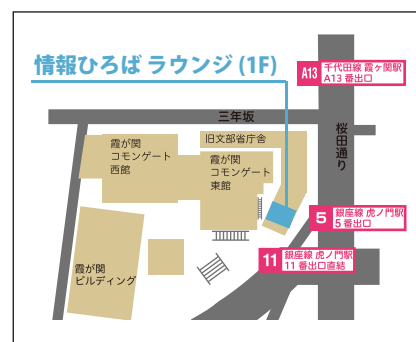 情報ひろば ラウンジ (1F)
A13
千代田線 霞ケ関駅
A13 番出口
三年坂
桜田通り
旧文部省庁舎
霞が関
コモンゲート
西館
霞が関
コモンゲート
東館
5
銀座線 虎ノ門駅
5 番出口
11
銀座線 虎ノ門駅
11 番出口直結
霞が関
ビルディング